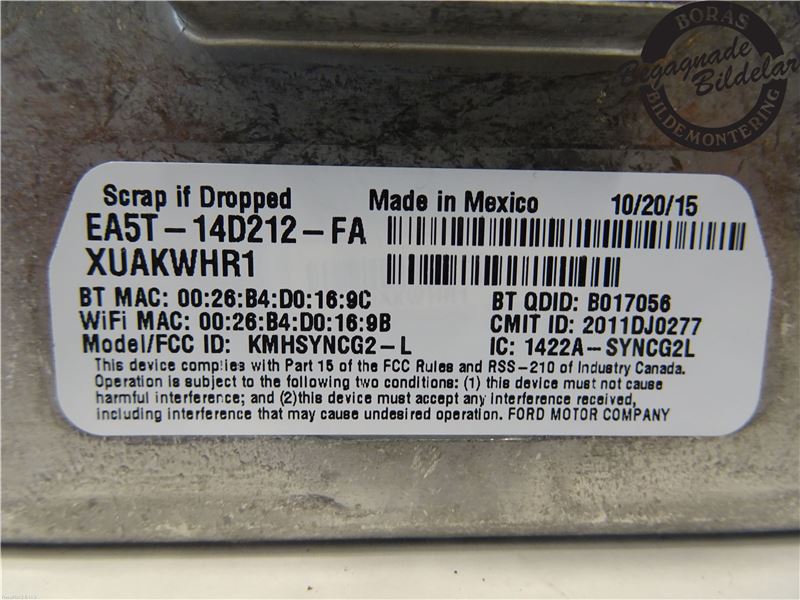 BORAS
Begagnade
Bildelar
BILDEMONTERING
Scrap if Dropped Made in Mexico 10/20/15
EA5T-14D212-FA
XUAKWHR1
BT MAC: 00:26:B4:D0:16:9C BT QDID: B017056
WiFi MAC: 00:26:B4:D0:16:9B CMIT ID: 2011DJ0277
Model/FCC ID: KMHSYNCG2-L IC: 1422A-SYNCG2L
This device complies with Part 15 of the FCC Rules and RSS-210 of Industry Canada.
Operation is subject to the following two conditions: (1) this device must not cause
harmful interference; and (2)this device must accept any interference received,
including interference that may cause undesired operation. FORD MOTOR COMPANY